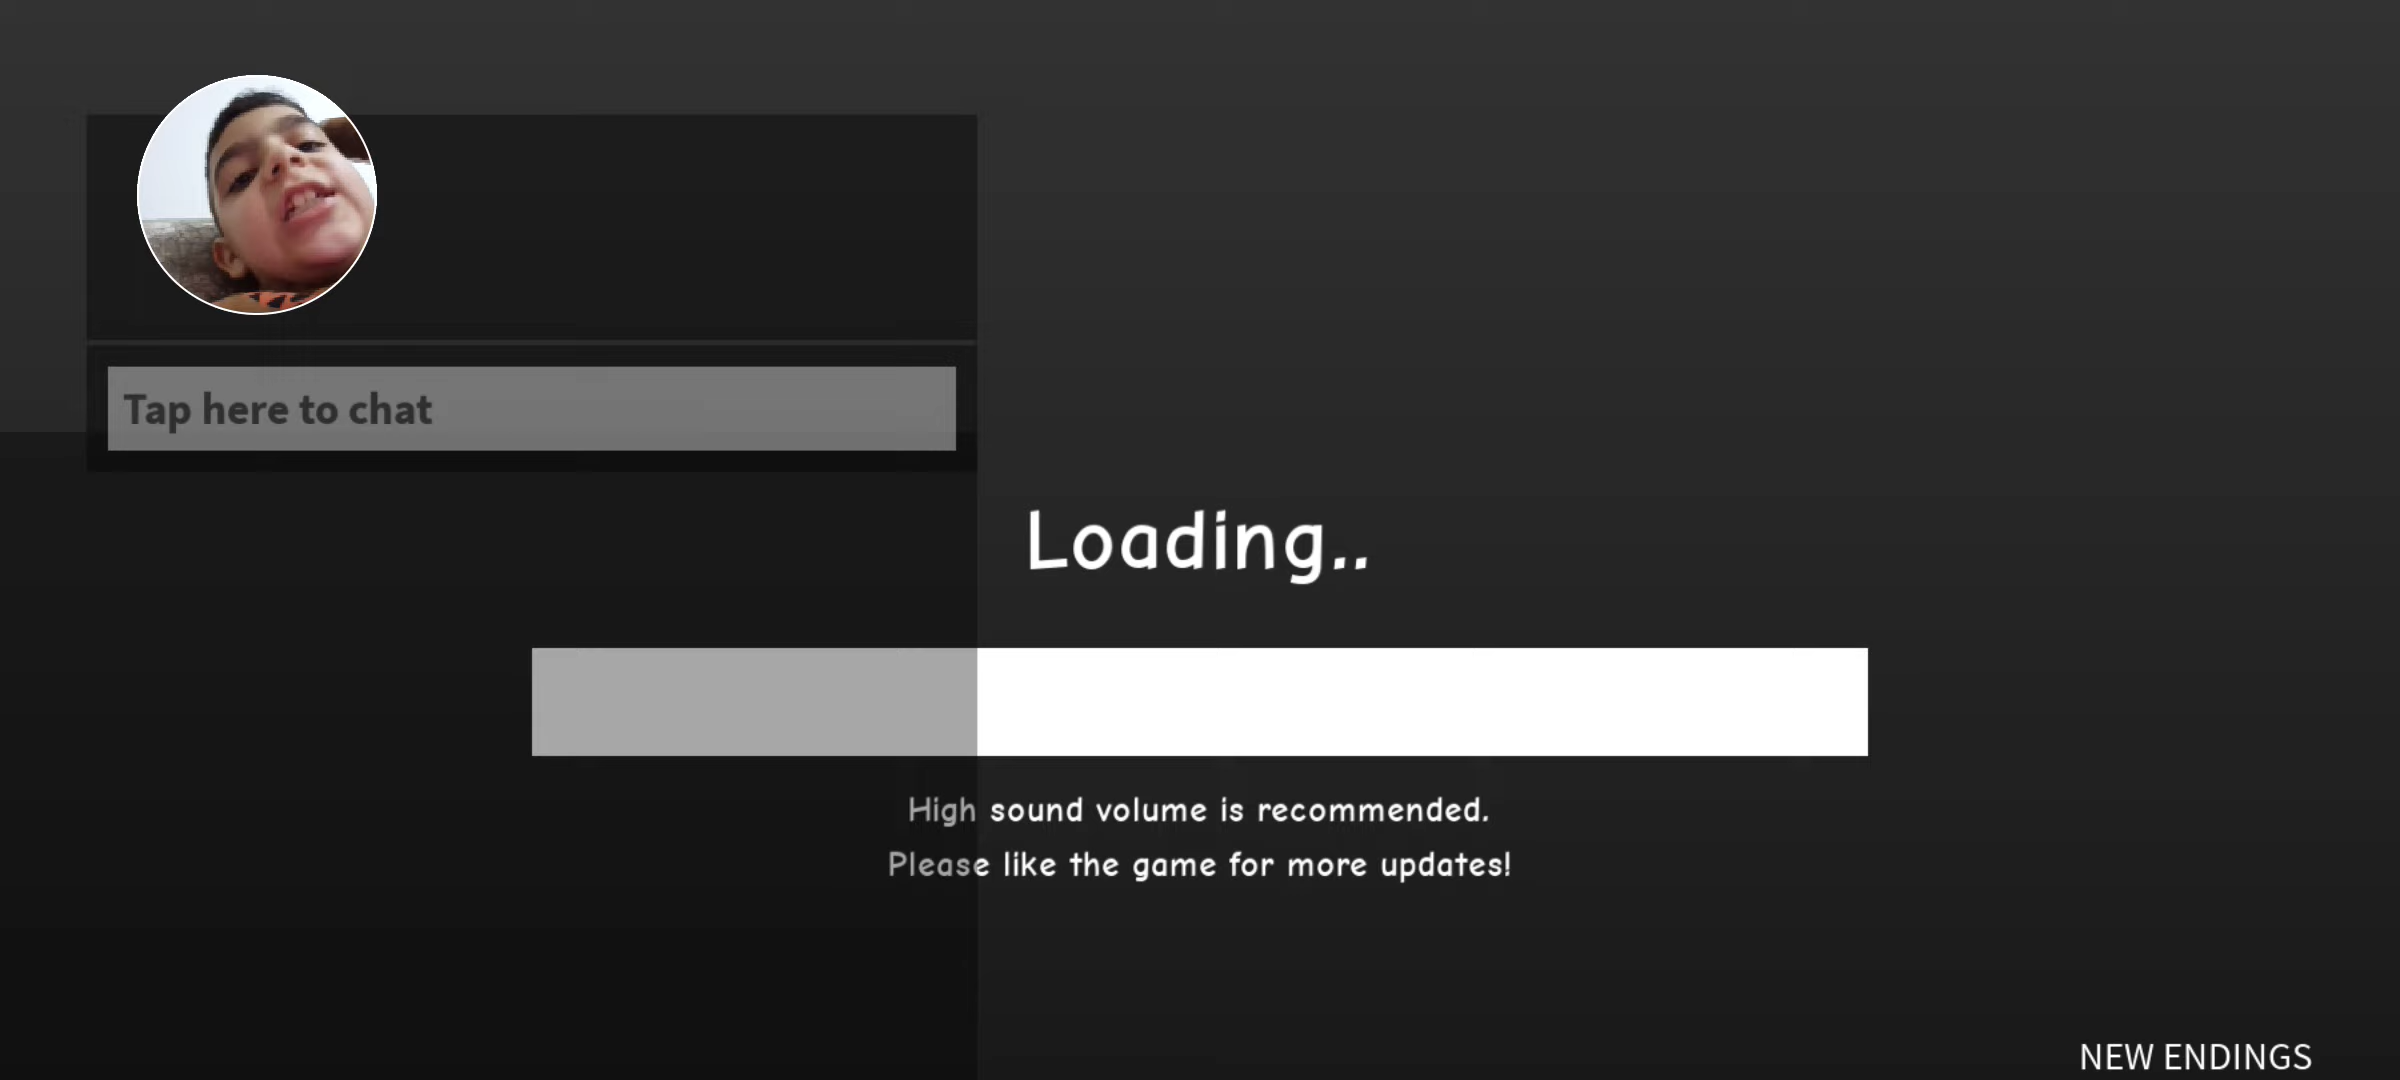 Tap here to chat
Loading..
High sound volume is recommended.
Please like the game for more updates!
NEW ENDINGS